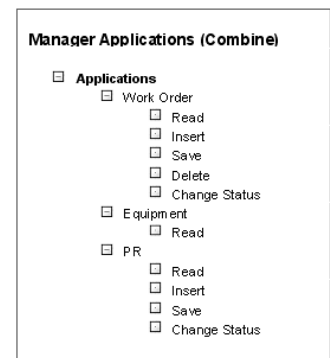 Manager Applications (Combine)
Applications
Work Order
Read
Insert
Save
Delete
Change Status
Equipment
Read
PR
Read
Insert
Save
Change Status